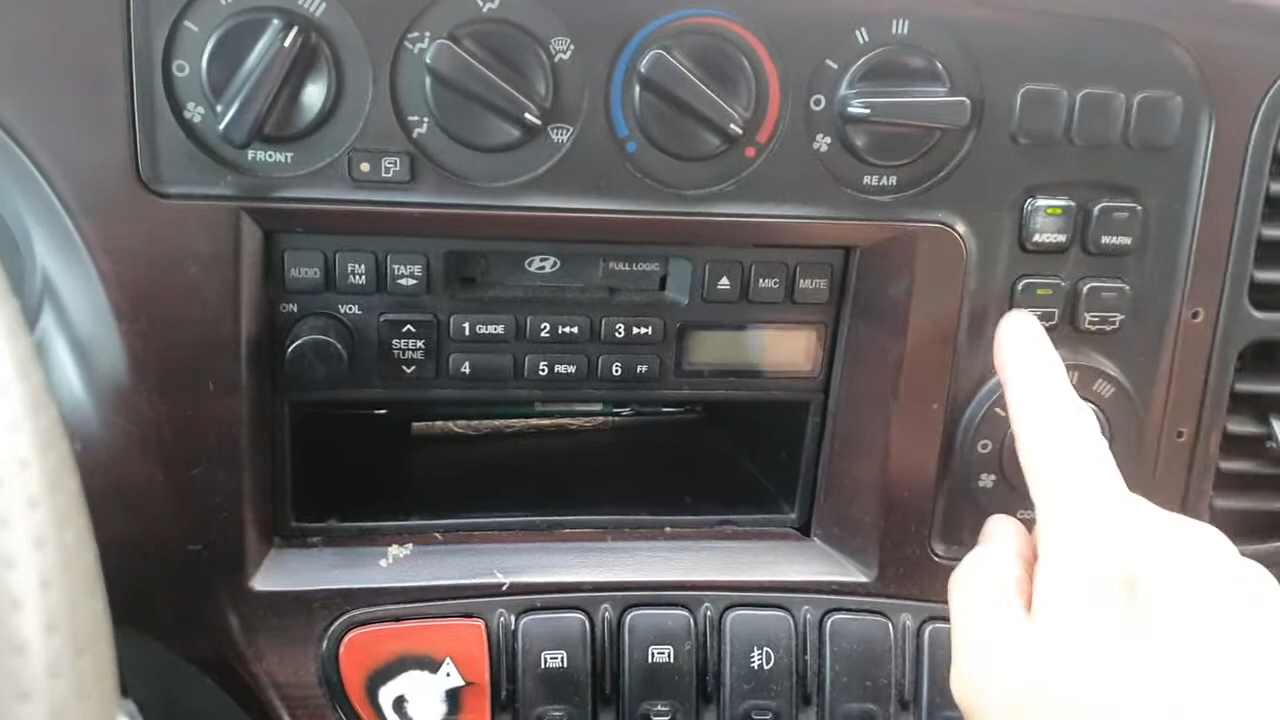 FRONT
REAR
A/CON
WARN
AUDIO
FM
AM
TAPE
FULL LOGIC
MIC
MUTE
ON
VOL
SEEK
TUNE
1 GUIDE
2
3
4
5 REW
6 FF